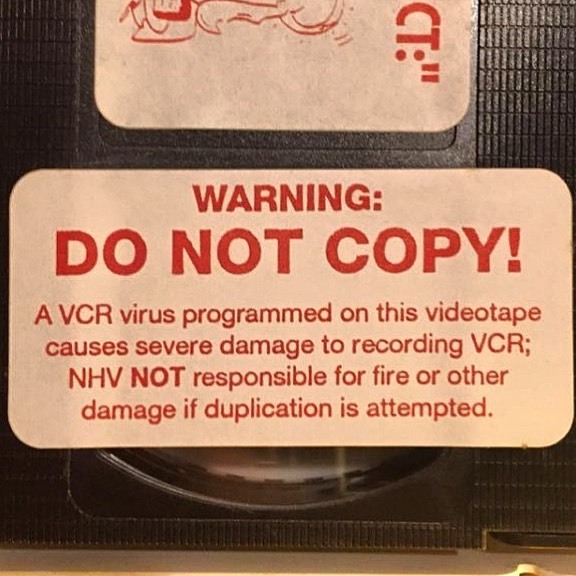 CT:"
WARNING:
DO NOT COPY!
A VCR virus programmed on this videotape
causes severe damage to recording VCR;
NHV NOT responsible for fire or other
damage if duplication is attempted.